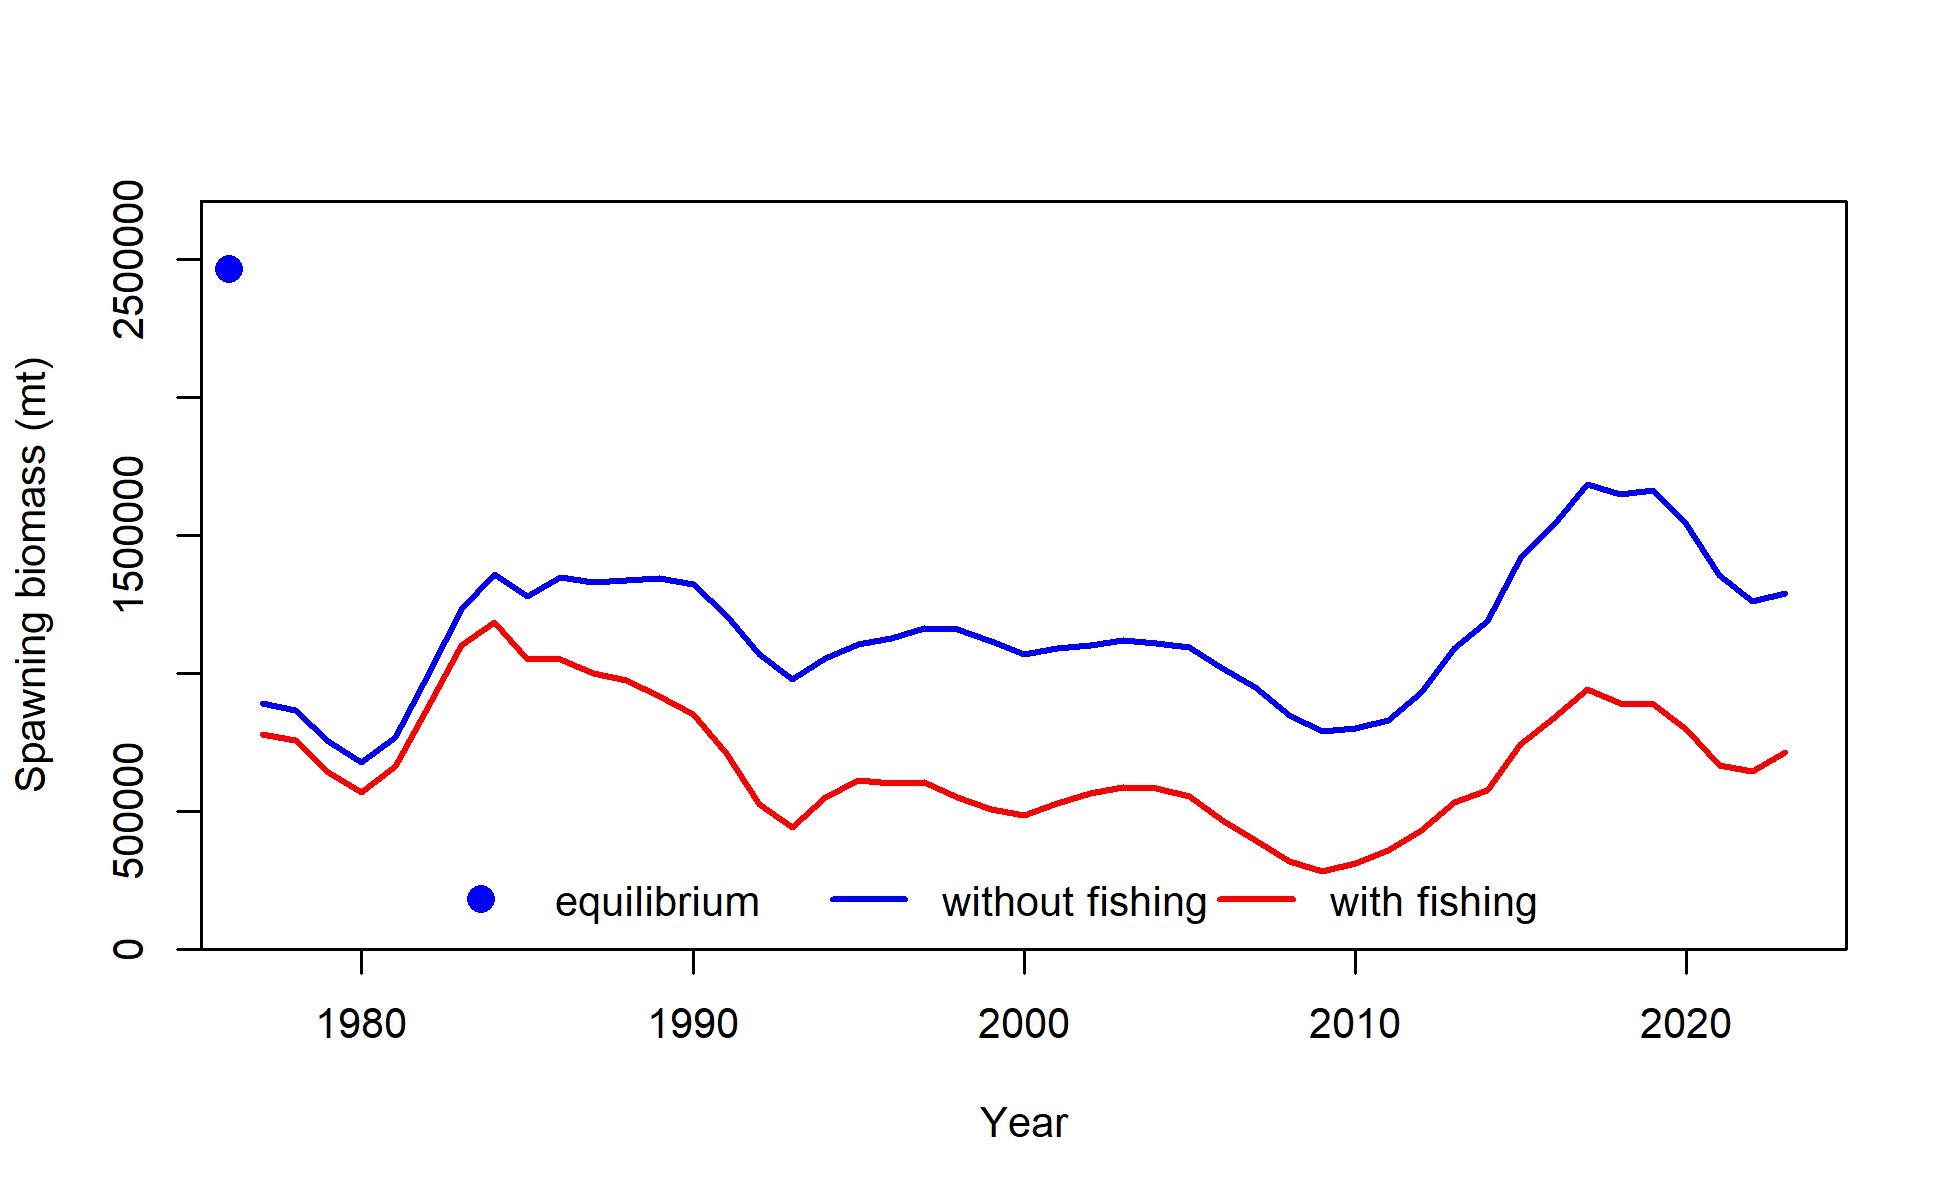 Spawning biomass (mt)
2500000
1500000
500000
0
equilibrium without fishing with fishing
1980 1990 2000 2010 2020
Year